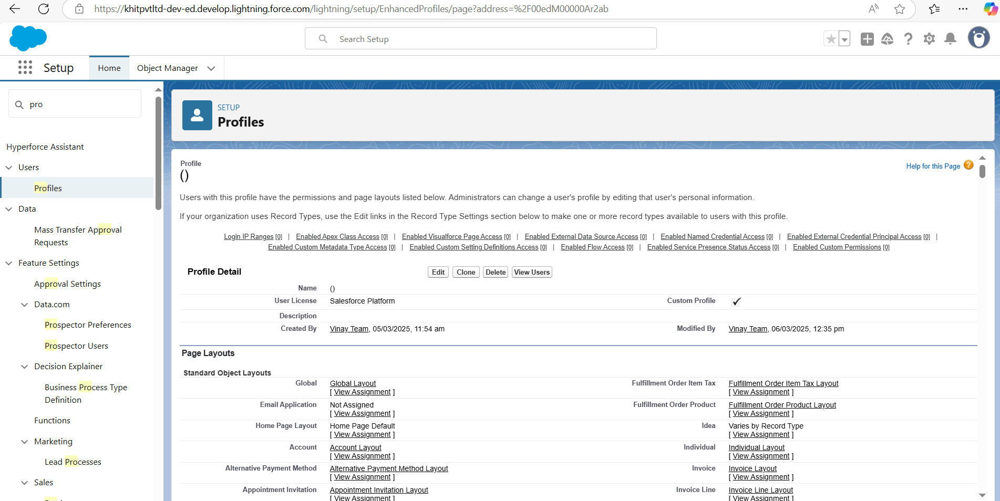 https://khitpvtltd-dev-ed.develop.lightning.force.com/lightning/setup/EnhancedProfiles/page?address=%2F00edM00000Ar2ab
Search Setup
Setup
Home
Object Manager
pro
Hyperforce Assistant
Users
Profiles
Data
Mass Transfer Approval
Requests
Feature Settings
Approval Settings
Data.com
Prospector Preferences
Prospector Users
Decision Explainer
Business Process Type
Definition
Functions
Marketing
Lead Processes
Sales
SETUP
Profiles
Profile
()
Help for this Page
Users with this profile have the permissions and page layouts listed below. Administrators can change a user's profile by editing that user's personal information.
If your organization uses Record Types, use the Edit links in the Record Type Settings section below to make one or more record types available to users with this profile.
Login IP Ranges [0] | Enabled Apex Class Access [0] | Enabled Visualforce Page Access [0] | Enabled External Data Source Access [0] | Enabled Named Credential Access [0] | Enabled External Credential Principal Access [0] |
Enabled Custom Metadata Type Access [0] | Enabled Custom Setting Definitions Access [0] | Enabled Flow Access [0] | Enabled Service Presence Status Access [0] | Enabled Custom Permissions [0]
Profile Detail Edit Clone Delete View Users
Name ()
User License Salesforce Platform Custom Profile
Description
Created By Vinay Team, 05/03/2025, 11:54 am Modified By Vinay Team, 06/03/2025, 12:35 pm
Page Layouts
Standard Object Layouts
Global Global Layout Fulfillment Order Item Tax Fulfillment Order Item Tax Layout
[ View Assignment ] [ View Assignment ]
Email Application Not Assigned Fulfillment Order Product Fulfillment Order Product Layout
[ View Assignment ] [ View Assignment ]
Home Page Layout Home Page Default Idea Varies by Record Type
[ View Assignment ] [ View Assignment ]
Account Account Layout Individual Individual Layout
[ View Assignment ] [ View Assignment ]
Alternative Payment Method Alternative Payment Method Layout Invoice Invoice Layout
[ View Assignment ] [ View Assignment ]
Appointment Invitation Appointment Invitation Layout Invoice Line Invoice Line Layout
[ View Assignment ] [ View Assignment ]